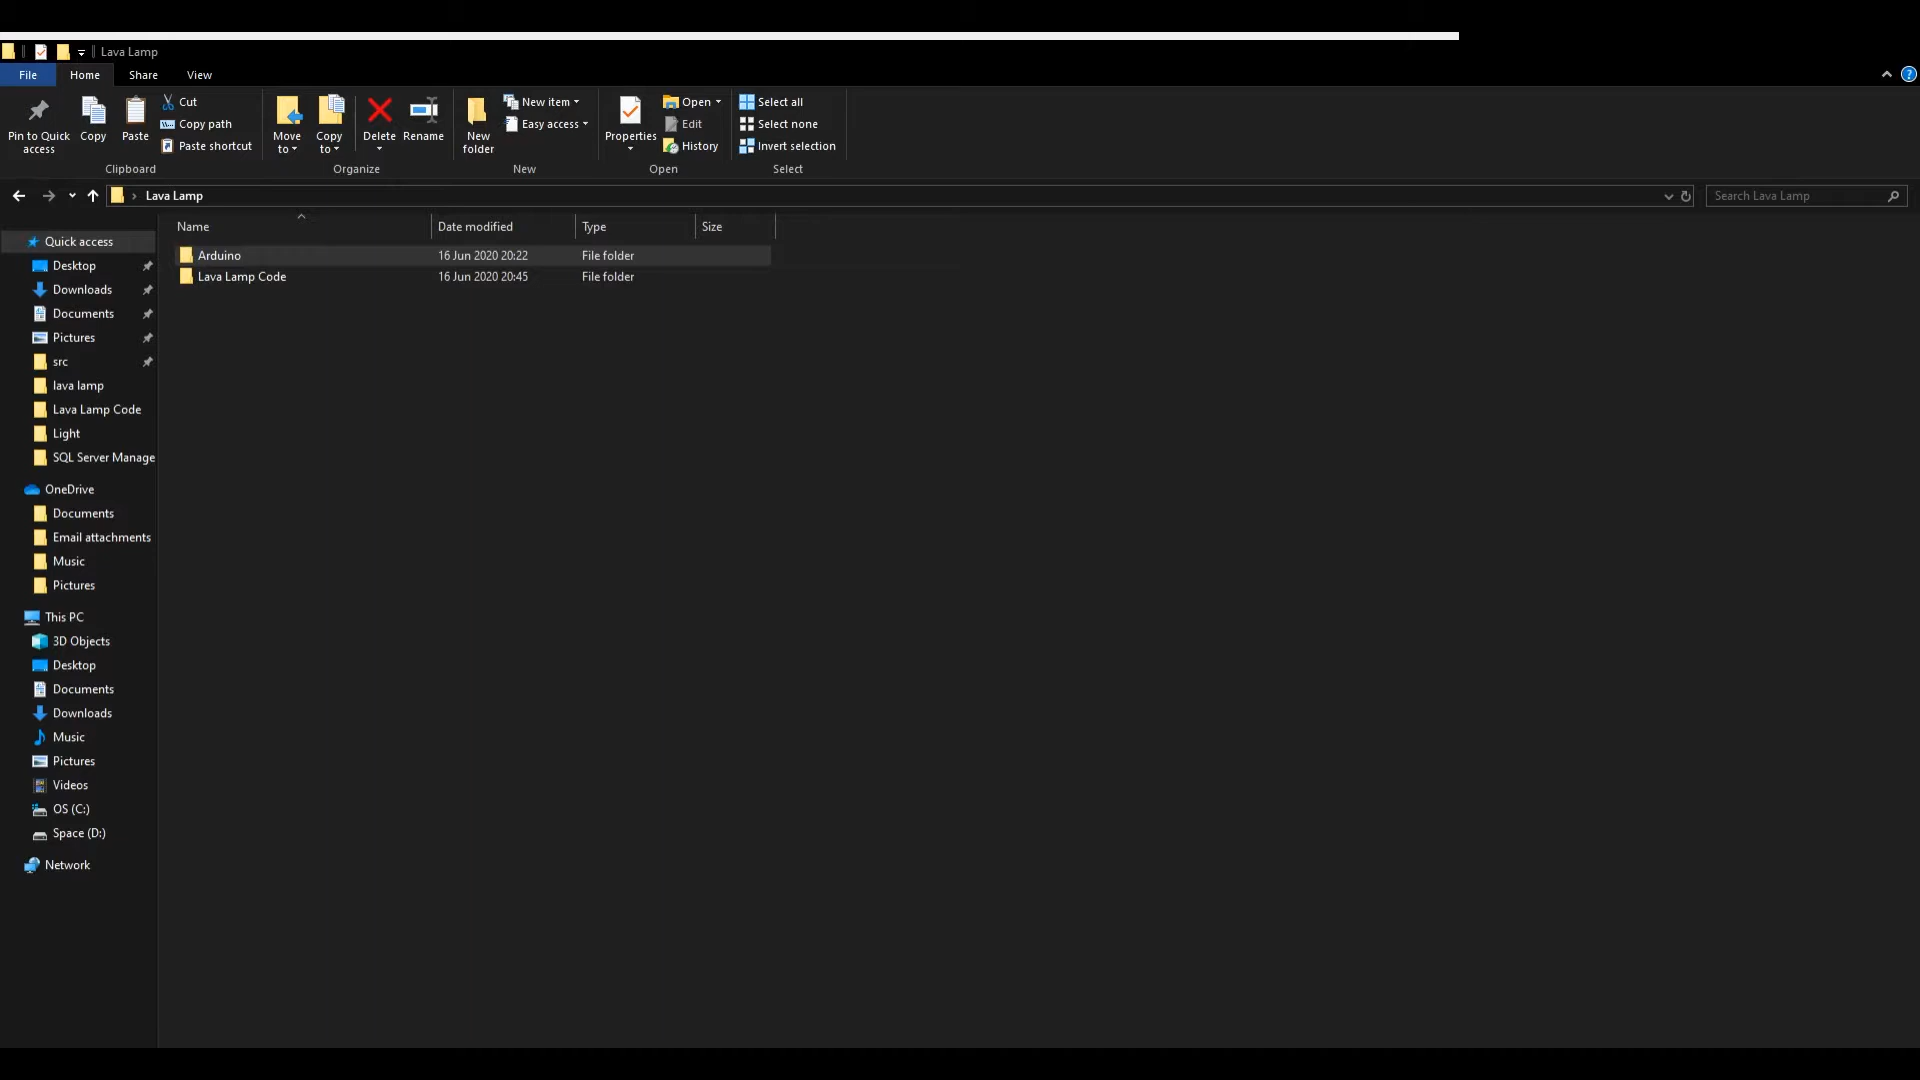 Lava Lamp
File Home Share View
Pin to Quick access
Copy
Paste
Cut
Copy path
Paste shortcut
Clipboard
Move to
Copy to
Delete
Rename
Organize
New folder
New item
Easy access
New
Properties
Open
Edit
History
Open
Select all
Select none
Invert selection
Select
Lava Lamp
Search Lava Lamp
Name Date modified Type Size
Arduino 16 Jun 2020 20:22 File folder
Lava Lamp Code 16 Jun 2020 20:45 File folder
Quick access
Desktop
Downloads
Documents
Pictures
src
lava lamp
Lava Lamp Code
Light
SQL Server Manage
OneDrive
Documents
Email attachments
Music
Pictures
This PC
3D Objects
Desktop
Documents
Downloads
Music
Pictures
Videos
OS (C:)
Space (D:)
Network